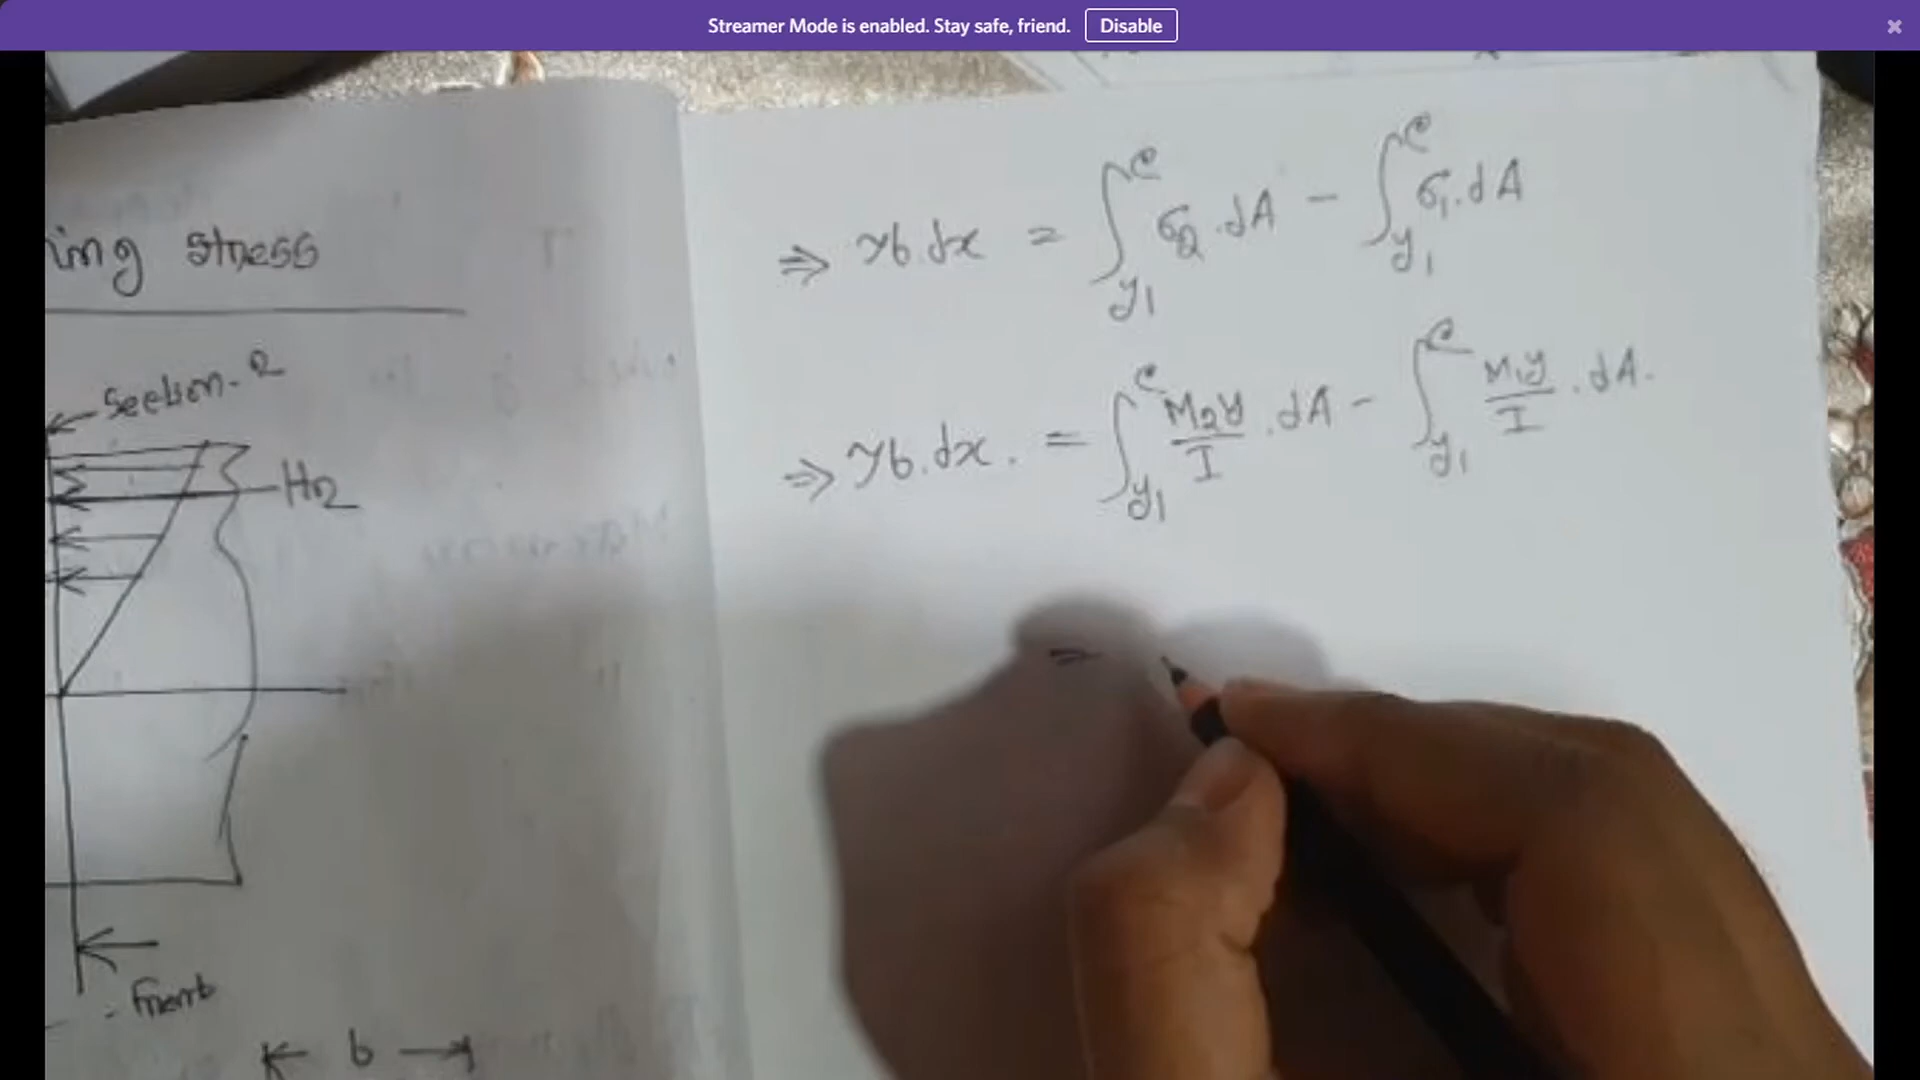 Streamer Mode is enabled. Stay safe, friend. Disable
ing stress
Section-2
H2
Front
b
⇒ τb.dx = ∫_{y1}^{c} σ2.dA - ∫_{y1}^{c} σ1.dA
⇒ τb.dx. = ∫_{y1}^{c} M2y/I .dA - ∫_{y1}^{c} M1y/I .dA.
=